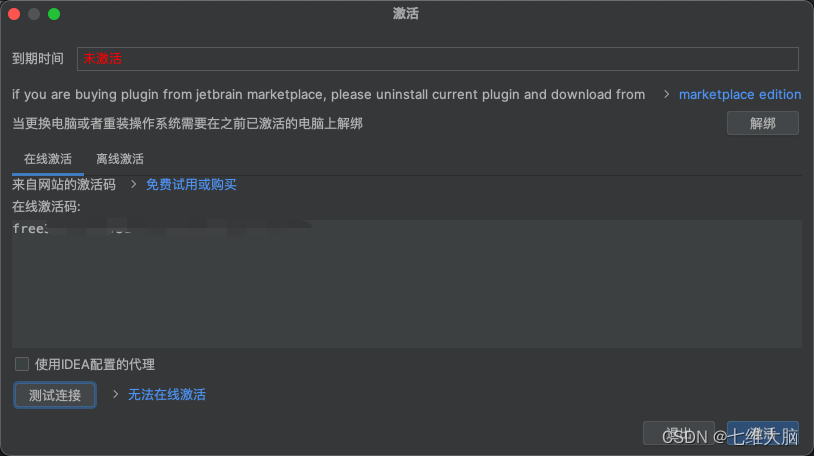 激活
到期时间 未激活
if you are buying plugin from jetbrain marketplace, please uninstall current plugin and download from > marketplace edition
当更换电脑或者重装操作系统需要在之前已激活的电脑上解绑 解绑
在线激活 离线激活
来自网站的激活码 > 免费试用或购买
在线激活码:
free
使用IDEA配置的代理
测试连接 > 无法在线激活
退出 激活
CSDN @七维大脑